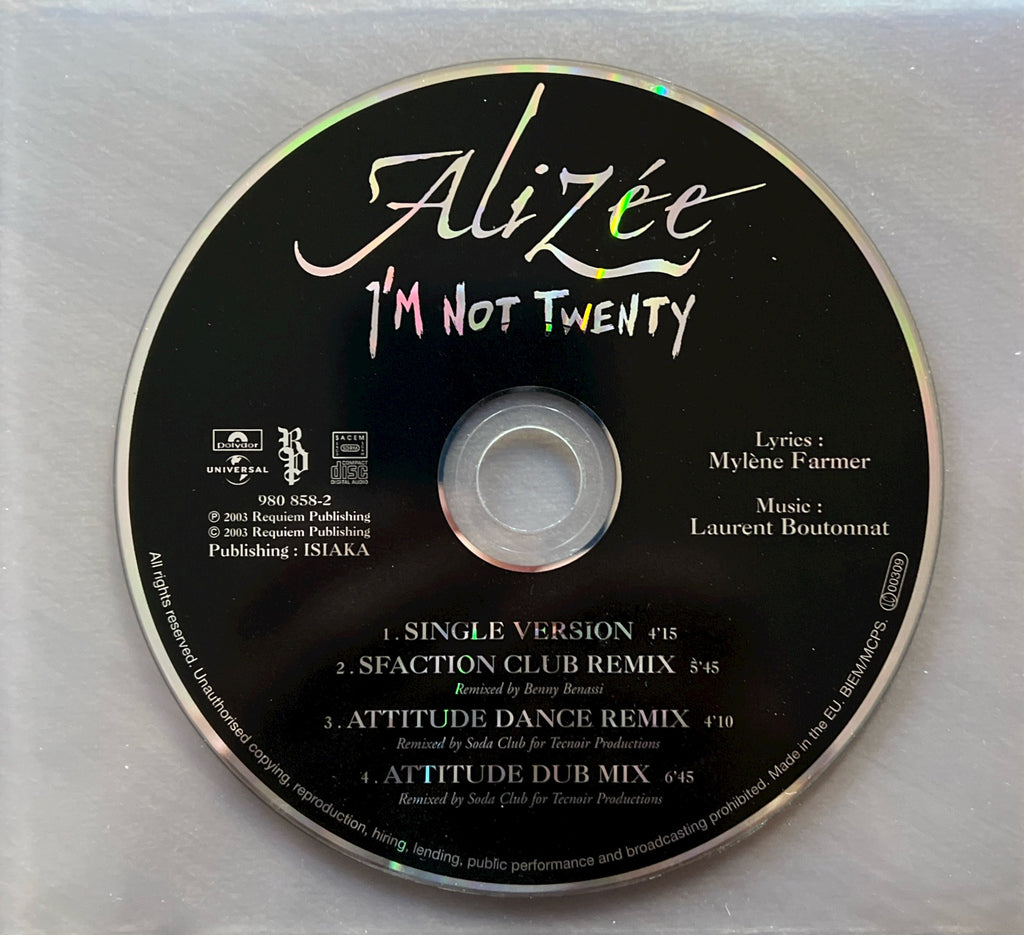 Alizée
I'M NOT TWENTY
Polydor
UNIVERSAL
RP
SACEM
COMPACT
disc
DIGITAL AUDIO
980 858-2
℗ 2003 Requiem Publishing
© 2003 Requiem Publishing
Publishing : ISIAKA
Lyrics :
Mylène Farmer
Music :
Laurent Boutonnat
1 . SINGLE VERSION 4'15
2 . SFACTION CLUB REMIX 5'45
Remixed by Benny Benassi
3 . ATTITUDE DANCE REMIX 4'10
Remixed by Soda Club for Tecnoir Productions
4 . ATTITUDE DUB MIX 6'45
Remixed by Soda Club for Tecnoir Productions
All rights reserved. Unauthorised copying, reproduction, hiring, lending, public performance and broadcasting prohibited. Made in the EU. BIEM/MCPS. LC 00309